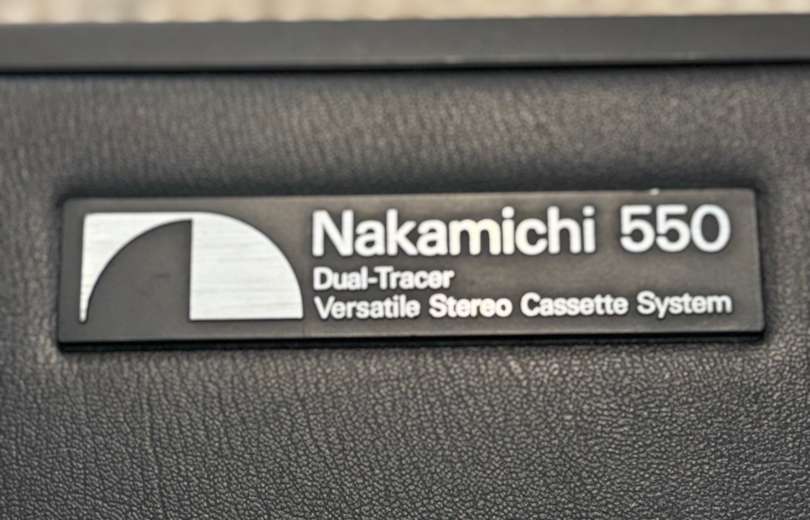 Nakamichi 550
Dual-Tracer
Versatile Stereo Cassette System